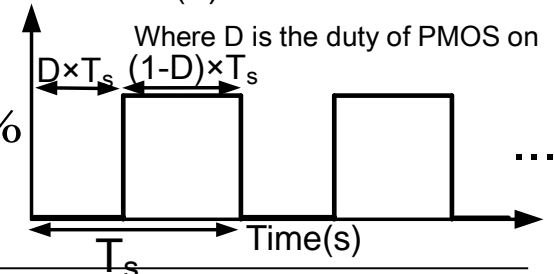 Where D is the duty of PMOS on
D×Tₛ (1-D)×Tₛ
%
...
Time(s)
Tₛ